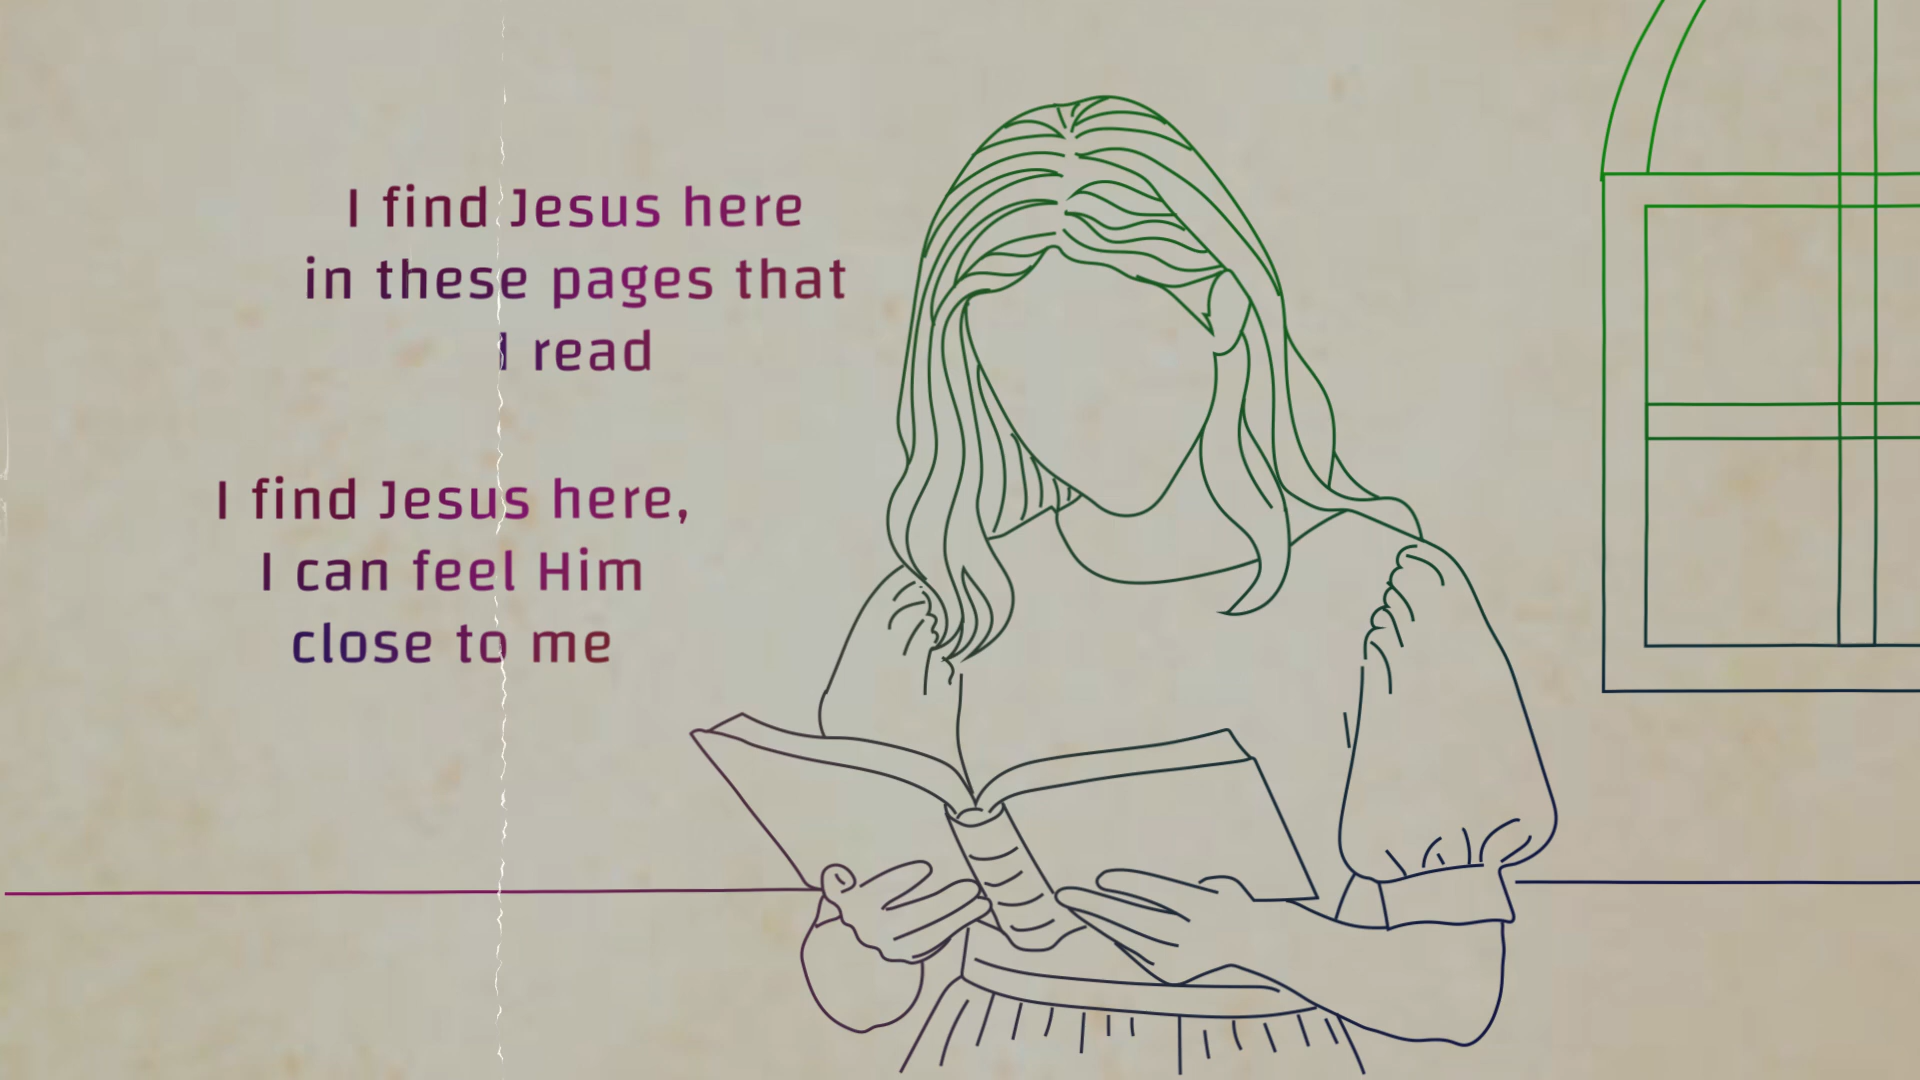 I find Jesus here
in these pages that
I read
I find Jesus here,
I can feel Him
close to me